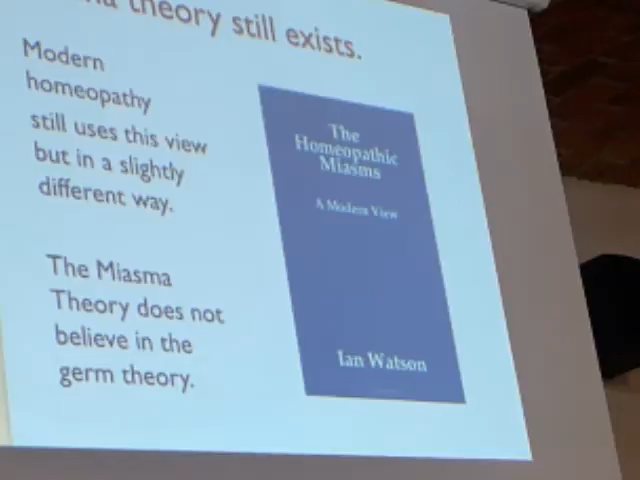 theory still exists.
Modern
homeopathy
still uses this view
but in a slightly
different way.
The Miasma
Theory does not
believe in the
germ theory.
The
Homeopathic
Miasms
A Modern View
Ian Watson